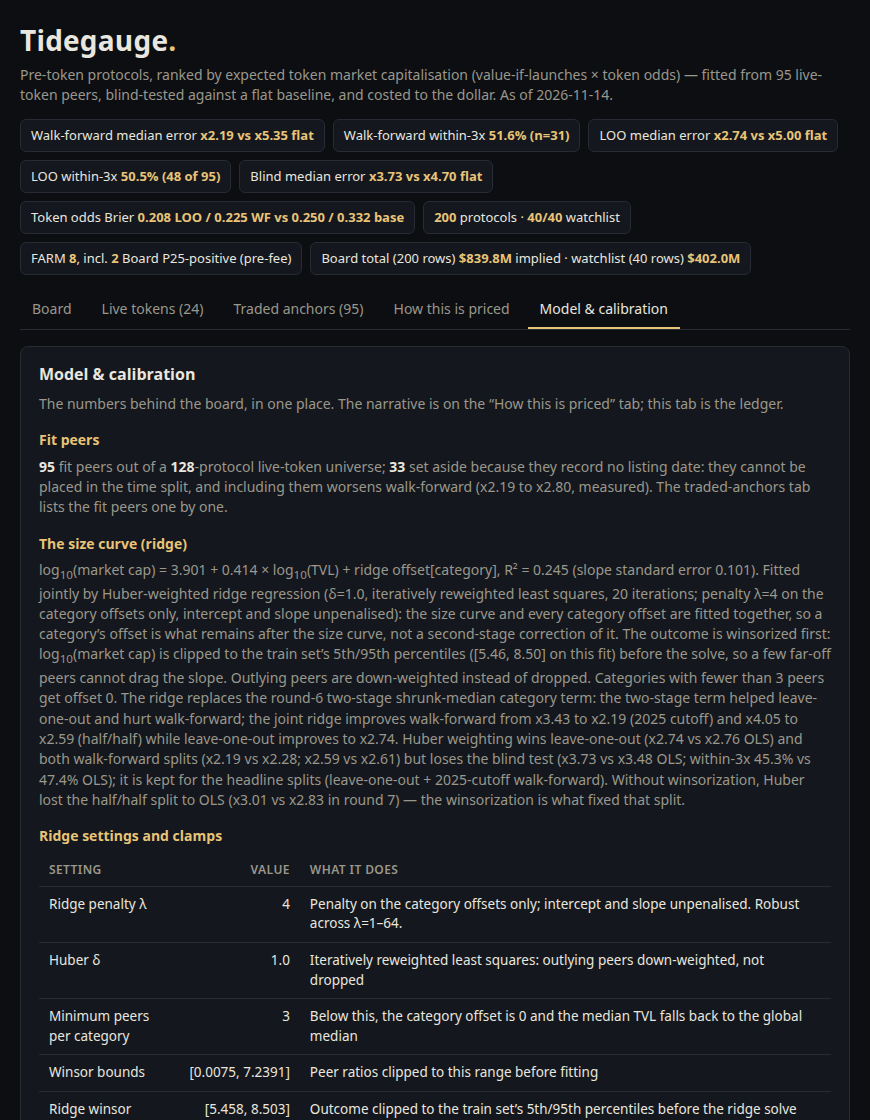 Tidegauge.
Pre-token protocols, ranked by expected token market capitalisation (value-if-launches × token odds) — fitted from 95 live-
token peers, blind-tested against a flat baseline, and costed to the dollar. As of 2026-11-14.
Walk-forward median error x2.19 vs x5.35 flat
Walk-forward within-3x 51.6% (n=31)
LOO median error x2.74 vs x5.00 flat
LOO within-3x 50.5% (48 of 95)
Blind median error x3.73 vs x4.70 flat
Token odds Brier 0.208 LOO / 0.225 WF vs 0.250 / 0.332 base
200 protocols · 40/40 watchlist
FARM 8, incl. 2 Board P25-positive (pre-fee)
Board total (200 rows) $839.8M implied · watchlist (40 rows) $402.0M
Board
Live tokens (24)
Traded anchors (95)
How this is priced
Model & calibration
Model & calibration
The numbers behind the board, in one place. The narrative is on the “How this is priced” tab; this tab is the ledger.
Fit peers
95 fit peers out of a 128-protocol live-token universe; 33 set aside because they record no listing date: they cannot be
placed in the time split, and including them worsens walk-forward (x2.19 to x2.80, measured). The traded-anchors tab
lists the fit peers one by one.
The size curve (ridge)
log10(market cap) = 3.901 + 0.414 × log10(TVL) + ridge offset[category], R² = 0.245 (slope standard error 0.101). Fitted
jointly by Huber-weighted ridge regression (δ=1.0, iteratively reweighted least squares, 20 iterations; penalty λ=4 on the
category offsets only, intercept and slope unpenalised): the size curve and every category offset are fitted together, so a
category’s offset is what remains after the size curve, not a second-stage correction of it. The outcome is winsorized first:
log10(market cap) is clipped to the train set’s 5th/95th percentiles ([5.46, 8.50] on this fit) before the solve, so a few far-off
peers cannot drag the slope. Outlying peers are down-weighted instead of dropped. Categories with fewer than 3 peers
get offset 0. The ridge replaces the round-6 two-stage shrunk-median category term: the two-stage term helped leave-
one-out and hurt walk-forward; the joint ridge improves walk-forward from x3.43 to x2.19 (2025 cutoff) and x4.05 to
x2.59 (half/half) while leave-one-out improves to x2.74. Huber weighting wins leave-one-out (x2.74 vs x2.76 OLS) and
both walk-forward splits (x2.19 vs x2.28; x2.59 vs x2.61) but loses the blind test (x3.73 vs x3.48 OLS; within-3x 45.3% vs
47.4% OLS); it is kept for the headline splits (leave-one-out + 2025-cutoff walk-forward). Without winsorization, Huber
lost the half/half split to OLS (x3.01 vs x2.83 in round 7) — the winsorization is what fixed that split.
Ridge settings and clamps
SETTING VALUE WHAT IT DOES
Ridge penalty λ 4 Penalty on the category offsets only; intercept and slope unpenalised. Robust
across λ=1–64.
Huber δ 1.0 Iteratively reweighted least squares: outlying peers down-weighted, not
dropped
Minimum peers 3 Below this, the category offset is 0 and the median TVL falls back to the global
per category median
Winsor bounds [0.0075, 7.2391] Peer ratios clipped to this range before fitting
Ridge winsor [5.458, 8.503] Outcome clipped to the train set’s 5th/95th percentiles before the ridge solve